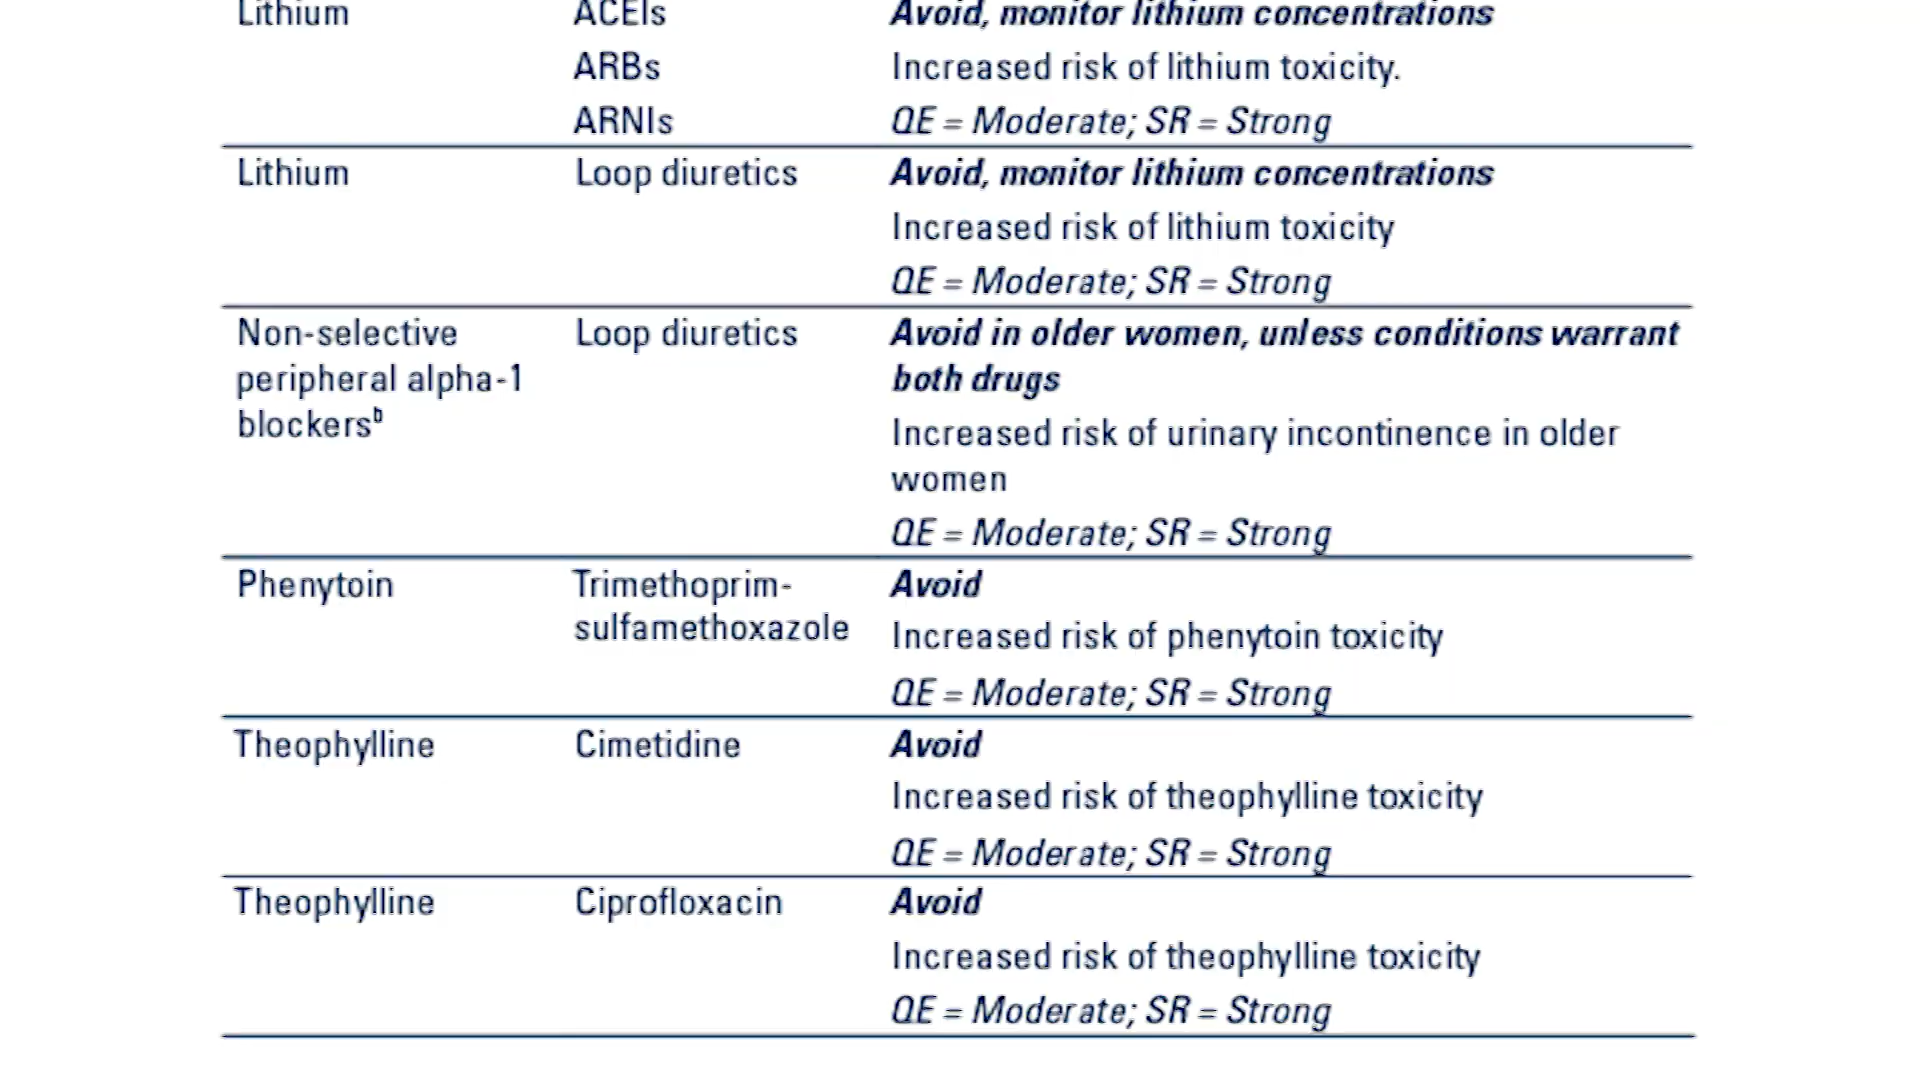 Lithium ACEIs Avoid, monitor lithium concentrations
ARBs Increased risk of lithium toxicity.
ARNIs QE = Moderate; SR = Strong
Lithium Loop diuretics Avoid, monitor lithium concentrations
Increased risk of lithium toxicity
QE = Moderate; SR = Strong
Non-selective Loop diuretics Avoid in older women, unless conditions warrant
peripheral alpha-1 both drugs
blockersᵇ Increased risk of urinary incontinence in older
women
QE = Moderate; SR = Strong
Phenytoin Trimethoprim- Avoid
sulfamethoxazole Increased risk of phenytoin toxicity
QE = Moderate; SR = Strong
Theophylline Cimetidine Avoid
Increased risk of theophylline toxicity
QE = Moderate; SR = Strong
Theophylline Ciprofloxacin Avoid
Increased risk of theophylline toxicity
QE = Moderate; SR = Strong